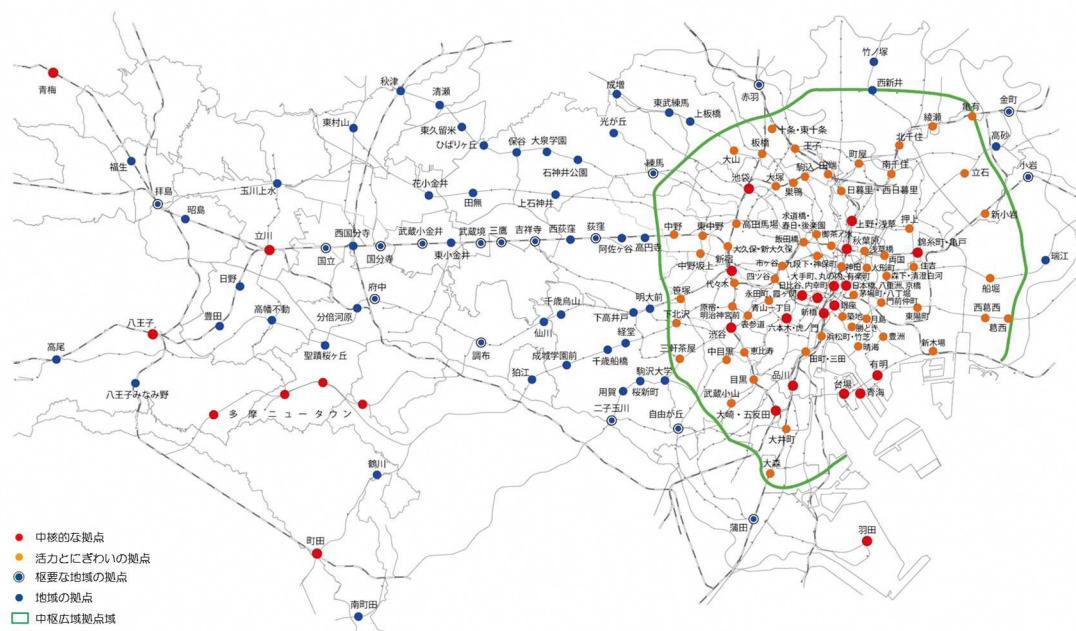 青梅
福生
拝島
昭島
玉川上水
東村山
秋津
清瀬
東久留米
ひばりヶ丘
保谷
大泉学園
石神井公園
花小金井
田無
上石神井
立川
国立
西国分寺
国分寺
武蔵小金井
東小金井
武蔵境
三鷹
吉祥寺
西荻窪
荻窪
阿佐ヶ谷
高円寺
日野
豊田
高幡不動
府中
分倍河原
聖蹟桜ヶ丘
八王子
高尾
八王子みなみ野
多摩ニュータウン
調布
仙川
千歳烏山
下高井戸
明大前
経堂
千歳船橋
成城学園前
狛江
用賀
桜新町
駒沢大学
二子玉川
自由が丘
鶴川
町田
南町田
成増
光が丘
東武練馬
上板橋
練馬
赤羽
竹ノ塚
西新井
綾瀬
亀有
金町
高砂
小岩
北千住
十条・東十条
王子
板橋
大山
池袋
大塚
巣鴨
駒込
田端
町屋
南千住
日暮里・西日暮里
立石
新小岩
瑞江
船堀
西葛西
葛西
中野
東中野
中野坂上
高田馬場
大久保・新大久保
新宿
代々木
水道橋・
春日・後楽園
飯田橋
御茶ノ水
上野・浅草
押上
秋葉原
浅草橋
錦糸町・亀戸
両国
市ヶ谷
九段下・神保町
神田
人形町
住吉
四ツ谷
大手町、丸の内、有楽町
森下・清澄白河
永田町、霞ヶ関
日比谷、内幸町
日本橋、八重洲、京橋
茅場町・八丁堀
門前仲町
東陽町
笹塚
下北沢
原宿・
明治神宮前
青山一丁目
表参道
渋谷
新橋
銀座
築地
月島
勝どき
六本木・虎ノ門
浜松町・竹芝
豊洲
晴海
新木場
三軒茶屋
中目黒
恵比寿
田町・三田
目黒
品川
台場
有明
青海
武蔵小山
大崎・五反田
大井町
大森
蒲田
羽田
中核的な拠点
活力とにぎわいの拠点
枢要な地域の拠点
地域の拠点
中枢広域拠点域